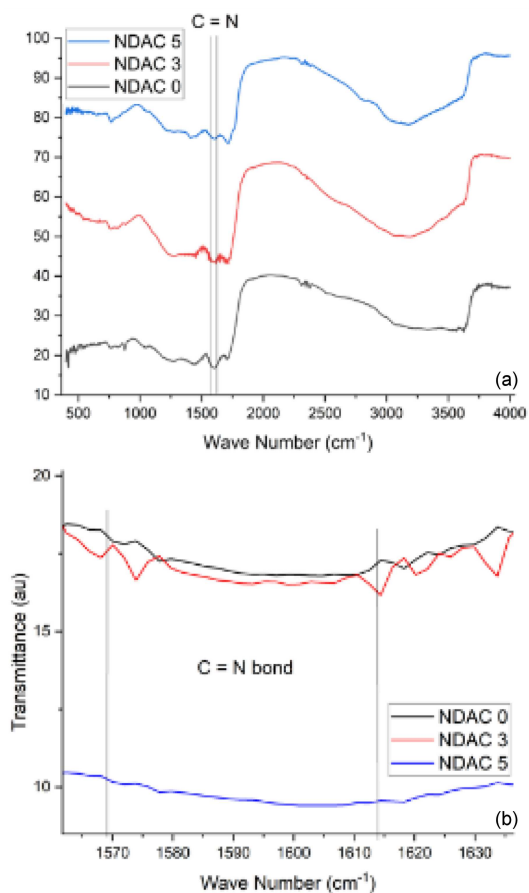 C = N
100
90
80
70
60
50
40
30
20
10
NDAC 5
NDAC 3
NDAC 0
(a)
500 1000 1500 2000 2500 3000 3500 4000
Wave Number (cm-1)
20
15
10
Transmittance (au)
C = N bond
NDAC 0
NDAC 3
NDAC 5
(b)
1570 1580 1590 1600 1610 1620 1630
Wave Number (cm-1)